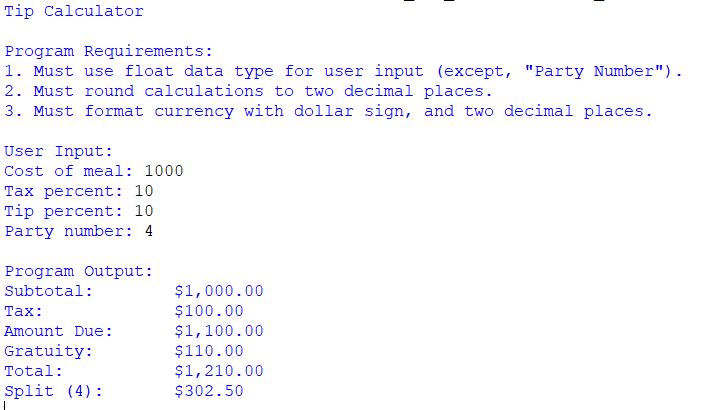 Tip Calculator
Program Requirements:
1. Must use float data type for user input (except, "Party Number").
2. Must round calculations to two decimal places.
3. Must format currency with dollar sign, and two decimal places.
User Input:
Cost of meal: 1000
Tax percent: 10
Tip percent: 10
Party number: 4
Program Output:
Subtotal: $1,000.00
Tax: $100.00
Amount Due: $1,100.00
Gratuity: $110.00
Total: $1,210.00
Split (4): $302.50